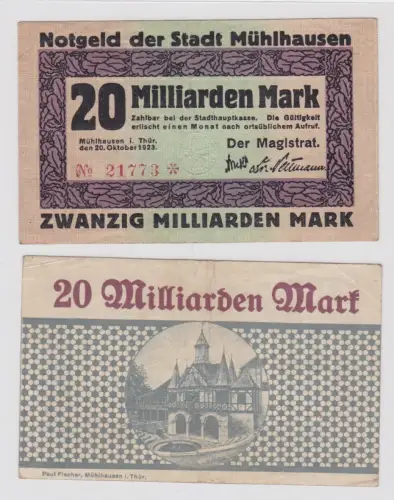 Notgeld der Stadt Mühlhausen
20 Milliarden Mark
Zahlbar bei der Stadthauptkasse. Die Gültigkeit
erlischt einen Monat nach ortsüblichem Aufruf.
Mühlhausen i. Thür.
den 20. Oktober 1923.
Der Magistrat.
№ 21773 *
ZWANZIG MILLIARDEN MARK
20 Milliarden Mark
Paul Fischer, Mühlhausen i. Thür.